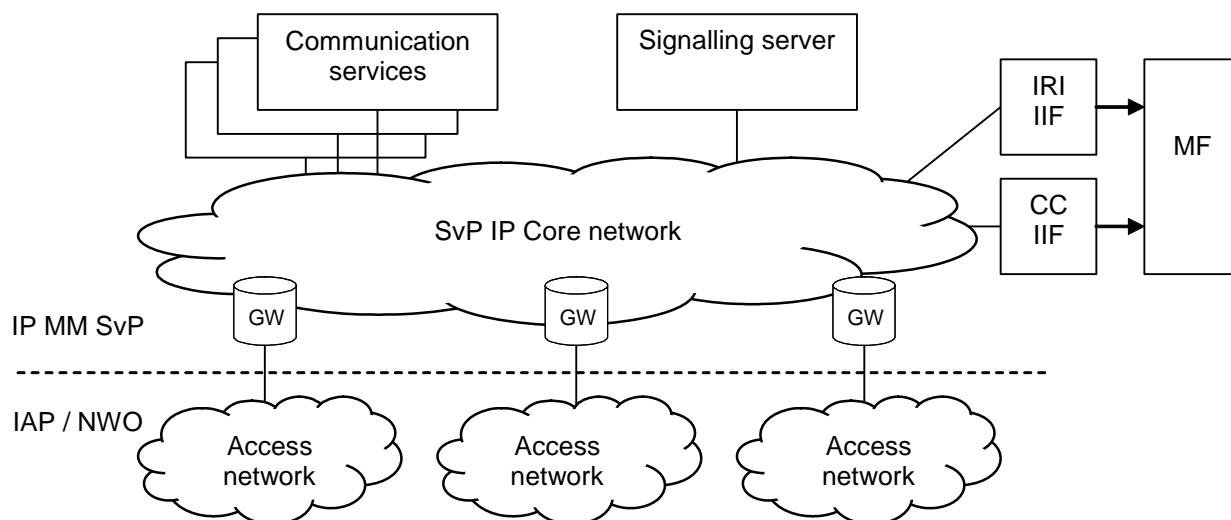 Communication
services
Signalling server
IRI
IIF
MF
CC
IIF
SvP IP Core network
GW
GW
GW
IP MM SvP
IAP / NWO
Access
network
Access
network
Access
network